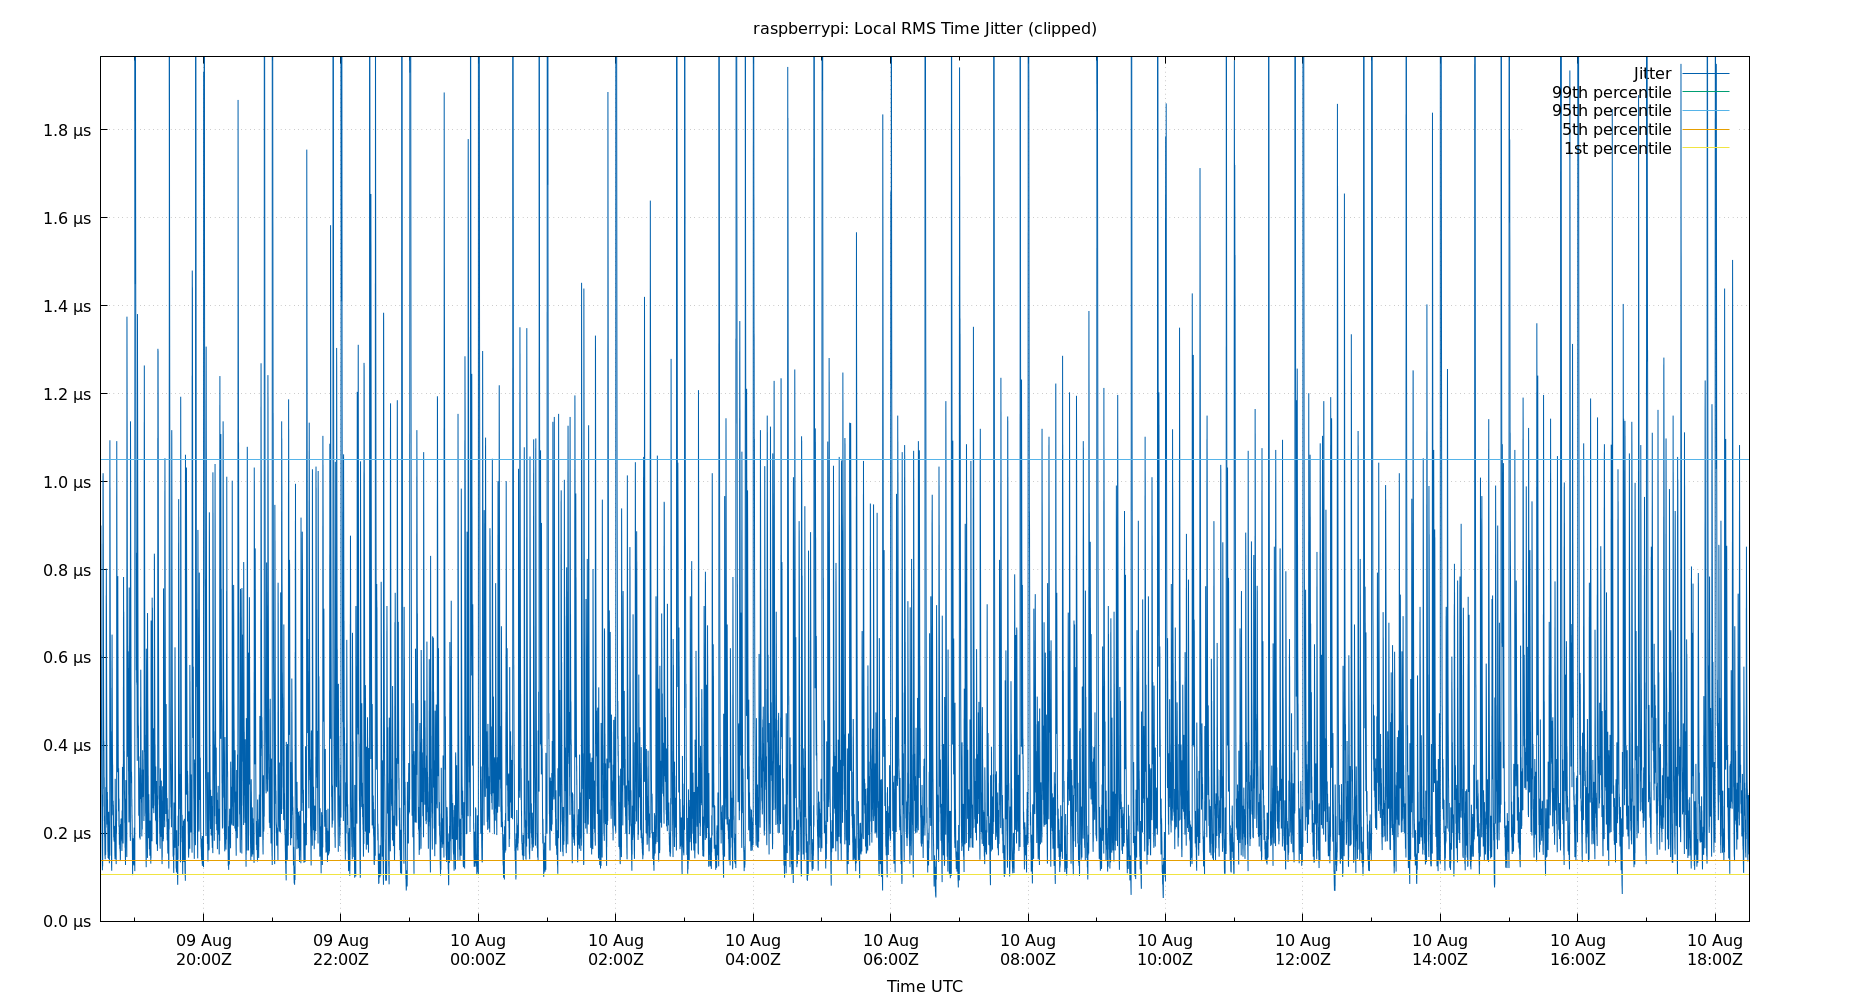 raspberrypi: Local RMS Time Jitter (clipped)
Jitter
99th percentile
95th percentile
5th percentile
1st percentile
1.8 µs
1.6 µs
1.4 µs
1.2 µs
1.0 µs
0.8 µs
0.6 µs
0.4 µs
0.2 µs
0.0 µs
09 Aug 09 Aug 10 Aug 10 Aug 10 Aug 10 Aug 10 Aug 10 Aug 10 Aug 10 Aug 10 Aug 10 Aug
20:00Z 22:00Z 00:00Z 02:00Z 04:00Z 06:00Z 08:00Z 10:00Z 12:00Z 14:00Z 16:00Z 18:00Z
Time UTC